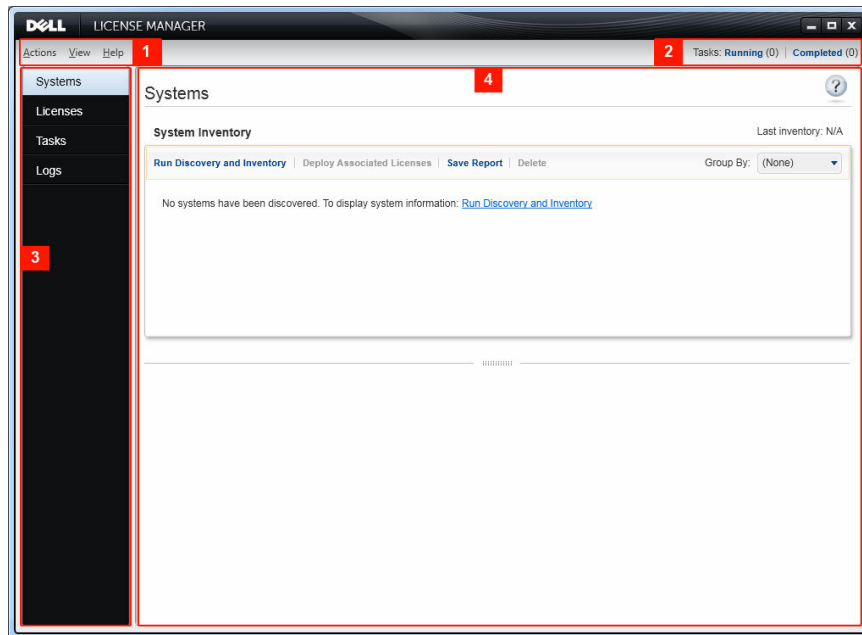 DELL LICENSE MANAGER
Actions View Help 1 2 Tasks: Running (0) | Completed (0)
3
Systems
Licenses
Tasks
Logs
4
Systems
?
System Inventory Last inventory: N/A
Run Discovery and Inventory | Deploy Associated Licenses | Save Report | Delete Group By: (None)
No systems have been discovered. To display system information: Run Discovery and Inventory